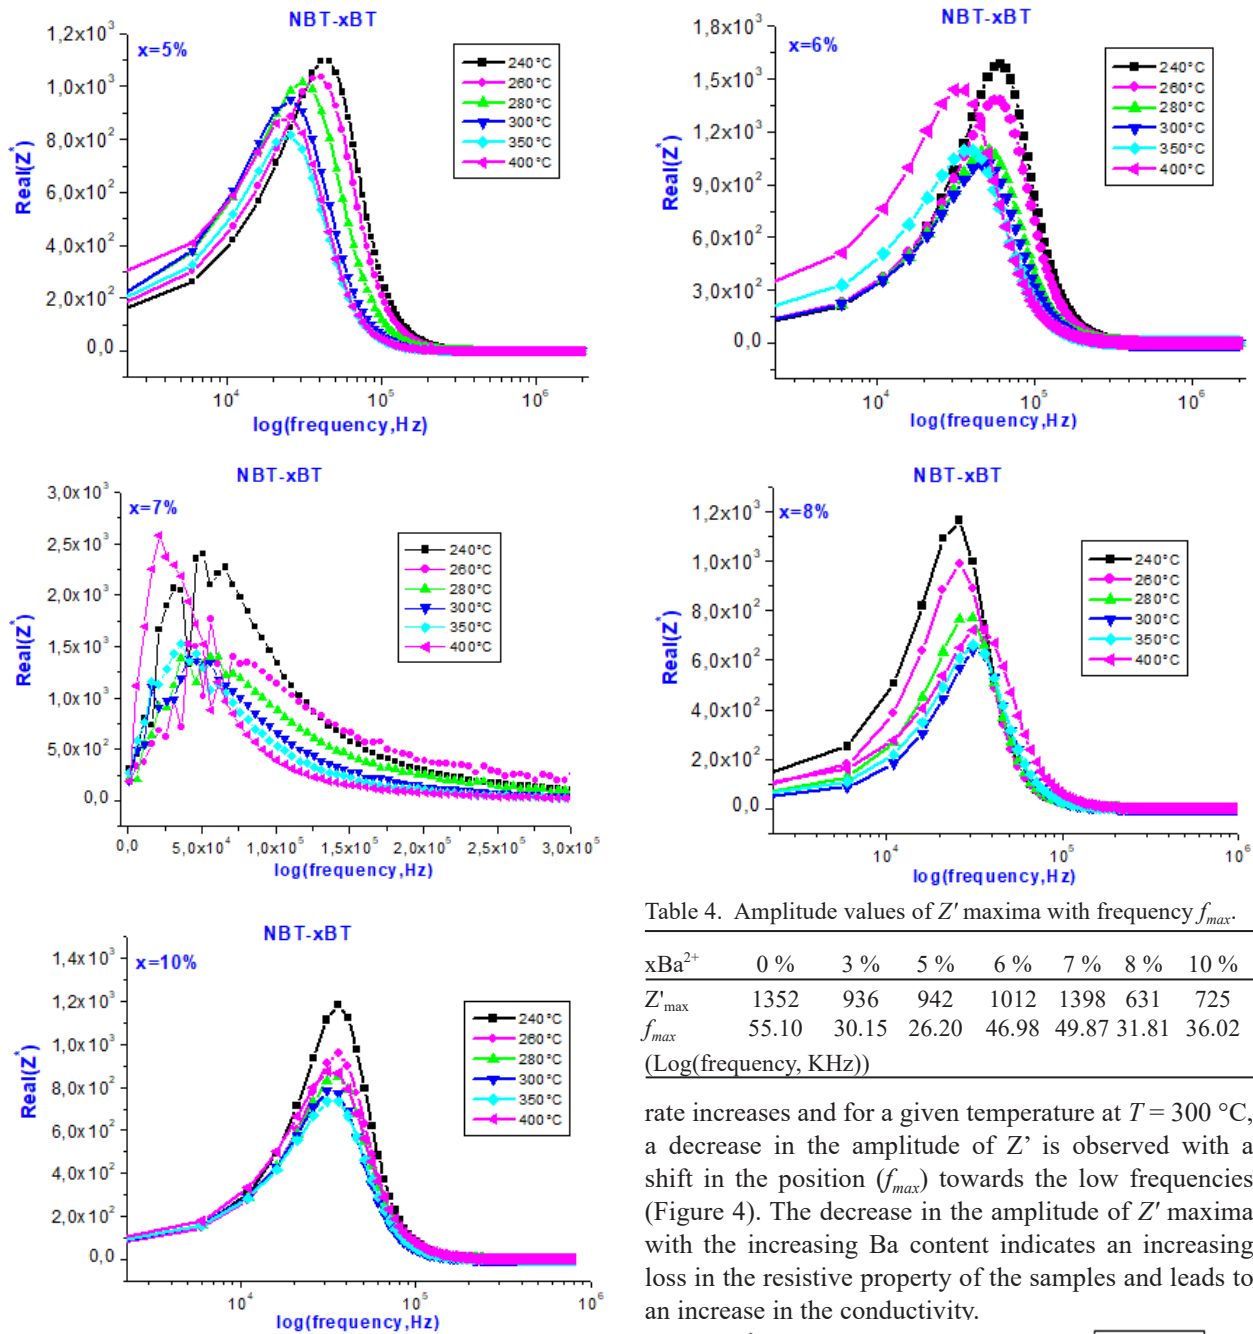 NBT-xBT
x=5%
1,2x10³
1,0x10³
8,0x10²
6,0x10²
4,0x10²
2,0x10²
0,0
Real(Z*)
240°C
260°C
280°C
300°C
350°C
400°C
10⁴
10⁵
10⁶
log(frequency,Hz)
NBT-xBT
x=6%
1,8x10³
1,5x10³
1,2x10³
9,0x10²
6,0x10²
3,0x10²
0,0
Real(Z*)
240°C
260°C
280°C
300°C
350°C
400°C
10⁴
10⁵
10⁶
log(frequency,Hz)
NBT-xBT
x=7%
3,0x10³
2,5x10³
2,0x10³
1,5x10³
1,0x10³
5,0x10²
0,0
Real(Z*)
240°C
260°C
280°C
300°C
350°C
400°C
0,0 5,0x10⁴ 1,0x10⁵ 1,5x10⁵ 2,0x10⁵ 2,5x10⁵ 3,0x10⁵
log(frequency,Hz)
NBT-xBT
x=8%
1,2x10³
1,0x10³
8,0x10²
6,0x10²
4,0x10²
2,0x10²
0,0
Real(Z*)
240°C
260°C
280°C
300°C
350°C
400°C
10⁴
10⁵
10⁶
log(frequency,Hz)
NBT-xBT
x=10%
1,4x10³
1,2x10³
1,0x10³
8,0x10²
6,0x10²
4,0x10²
2,0x10²
0,0
Real(Z*)
240°C
260°C
280°C
300°C
350°C
400°C
10⁴
10⁵
10⁶
log(frequency,Hz)
Table 4. Amplitude values of Z′ maxima with frequency fmax.
xBa²⁺ 0 % 3 % 5 % 6 % 7 % 8 % 10 %
Z'max 1352 936 942 1012 1398 631 725
fmax 55.10 30.15 26.20 46.98 49.87 31.81 36.02
(Log(frequency, KHz))
rate increases and for a given temperature at T = 300 °C,
a decrease in the amplitude of Z’ is observed with a
shift in the position (fmax) towards the low frequencies
(Figure 4). The decrease in the amplitude of Z′ maxima
with the increasing Ba content indicates an increasing
loss in the resistive property of the samples and leads to
an increase in the conductivity.